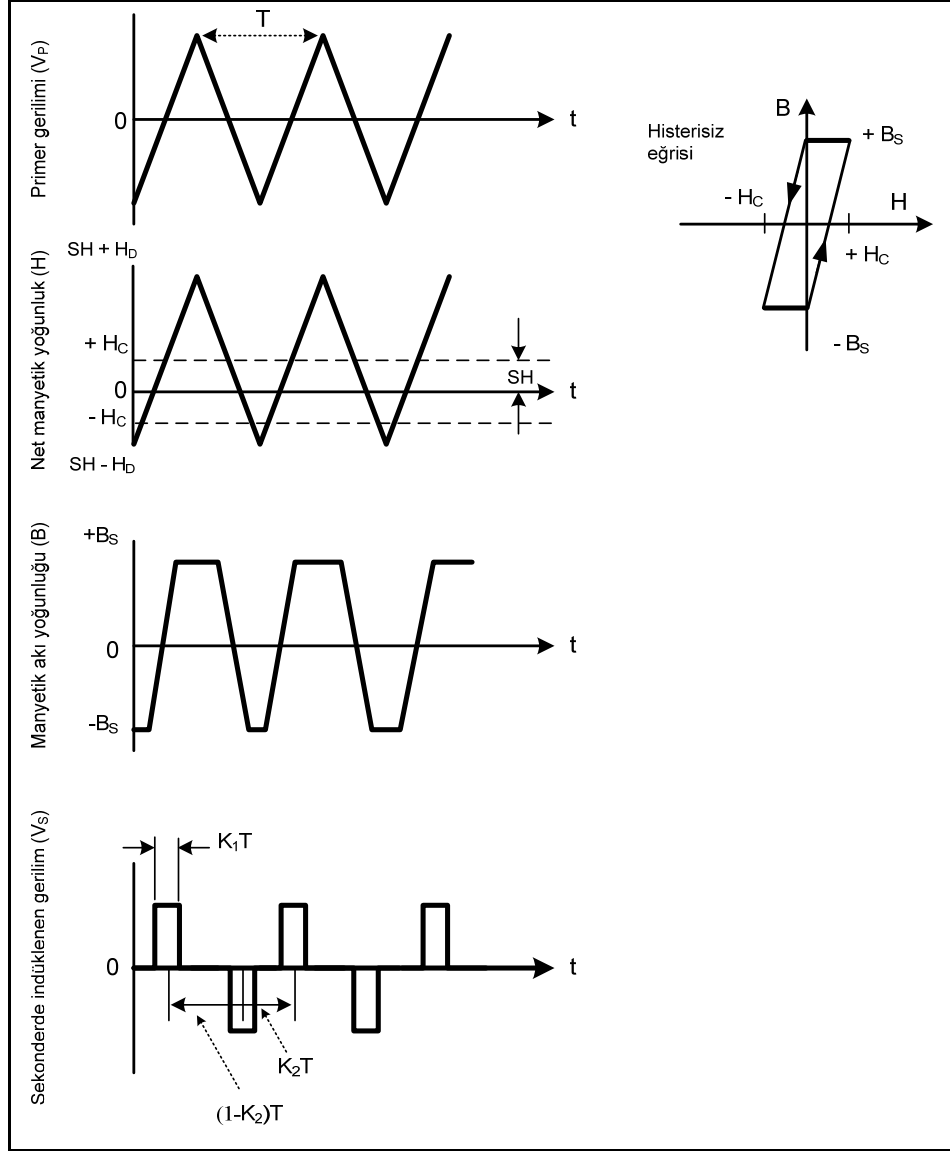 Primer gerilimi (VP)
T
0
t
Histerisiz
eğrisi
B
+ BS
- HC
H
+ HC
- BS
Net manyetik yoğunluk (H)
SH + HD
+ HC
0
- HC
SH - HD
SH
t
Manyetik akı yoğunluğu (B)
+BS
0
-BS
t
Sekonderde indüklenen gerilim (VS)
K1T
0
t
K2T
(1-K2)T